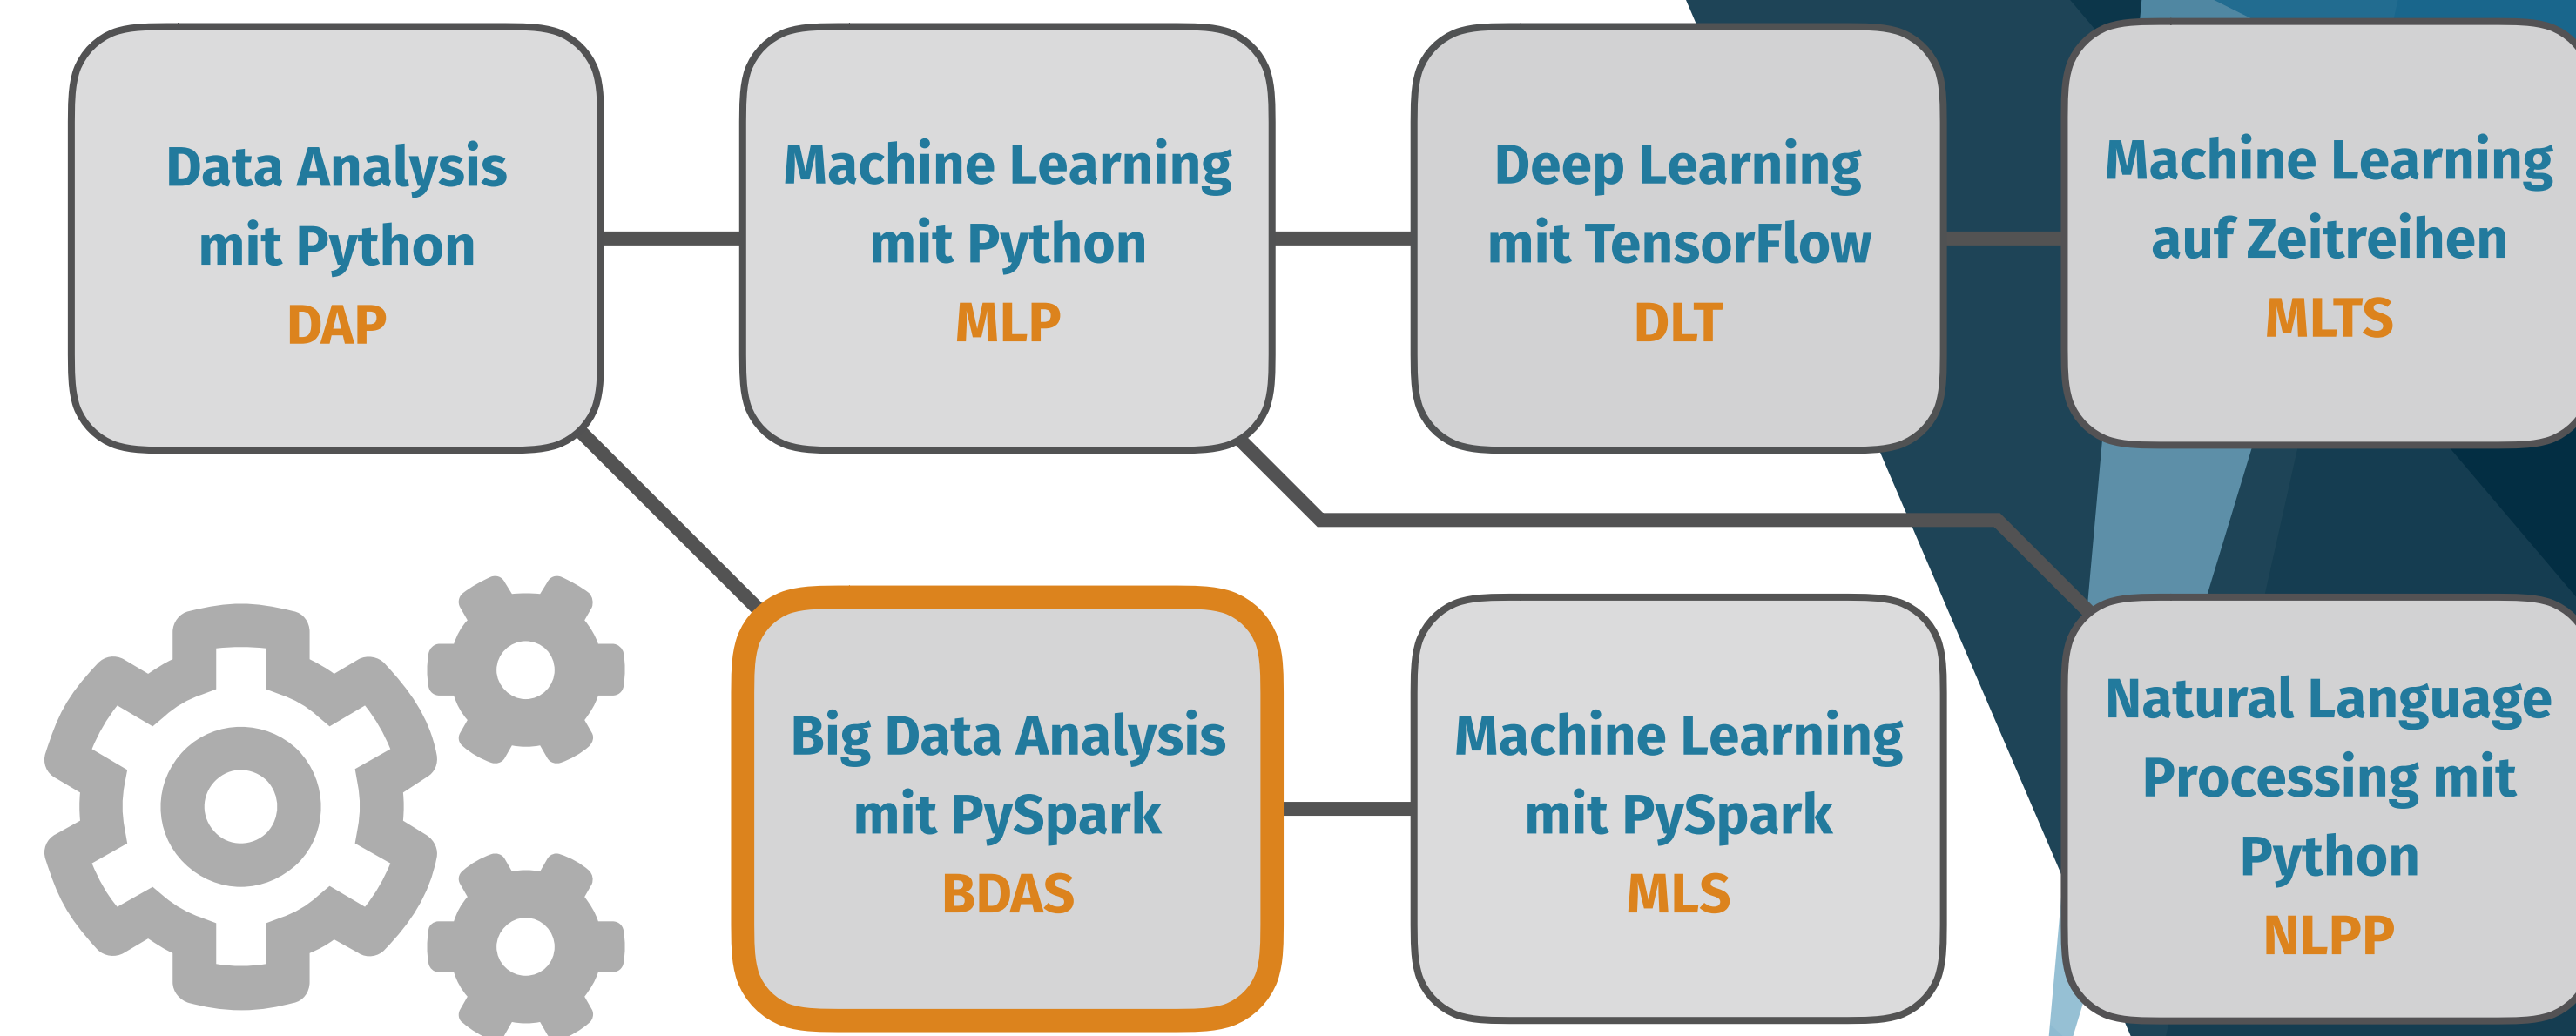 Data Analysis
mit Python
DAP
Machine Learning
mit Python
MLP
Deep Learning
mit TensorFlow
DLT
Machine Learning
auf Zeitreihen
MLTS
Big Data Analysis
mit PySpark
BDAS
Machine Learning
mit PySpark
MLS
Natural Language
Processing mit
Python
NLPP